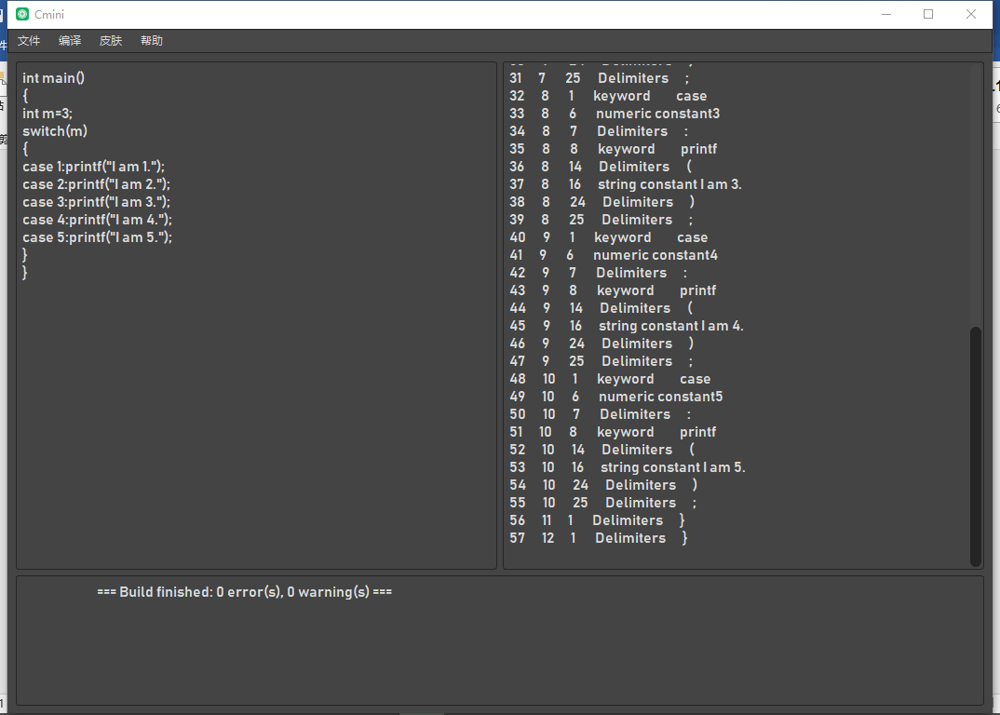 Cmini
文件 编译 皮肤 帮助
int main()
{
int m=3;
switch(m)
{
case 1:printf("I am 1.");
case 2:printf("I am 2.");
case 3:printf("I am 3.");
case 4:printf("I am 4.");
case 5:printf("I am 5.");
}
}
31 7 25 Delimiters ;
32 8 1 keyword case
33 8 6 numeric constant3
34 8 7 Delimiters :
35 8 8 keyword printf
36 8 14 Delimiters (
37 8 16 string constant I am 3.
38 8 24 Delimiters )
39 8 25 Delimiters ;
40 9 1 keyword case
41 9 6 numeric constant4
42 9 7 Delimiters :
43 9 8 keyword printf
44 9 14 Delimiters (
45 9 16 string constant I am 4.
46 9 24 Delimiters )
47 9 25 Delimiters ;
48 10 1 keyword case
49 10 6 numeric constant5
50 10 7 Delimiters :
51 10 8 keyword printf
52 10 14 Delimiters (
53 10 16 string constant I am 5.
54 10 24 Delimiters )
55 10 25 Delimiters ;
56 11 1 Delimiters }
57 12 1 Delimiters }
=== Build finished: 0 error(s), 0 warning(s) ===